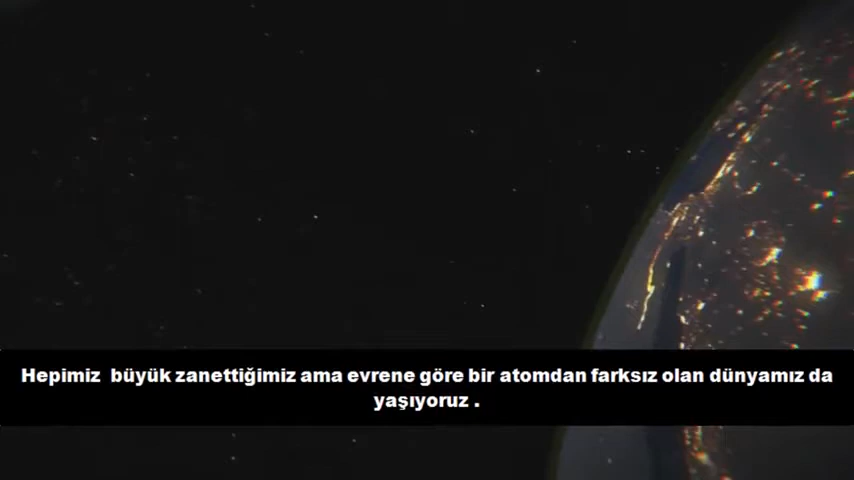 Hepimiz  büyük zanettiğimiz ama evrene göre bir atomdan farksız olan dünyamız da
yaşıyoruz .